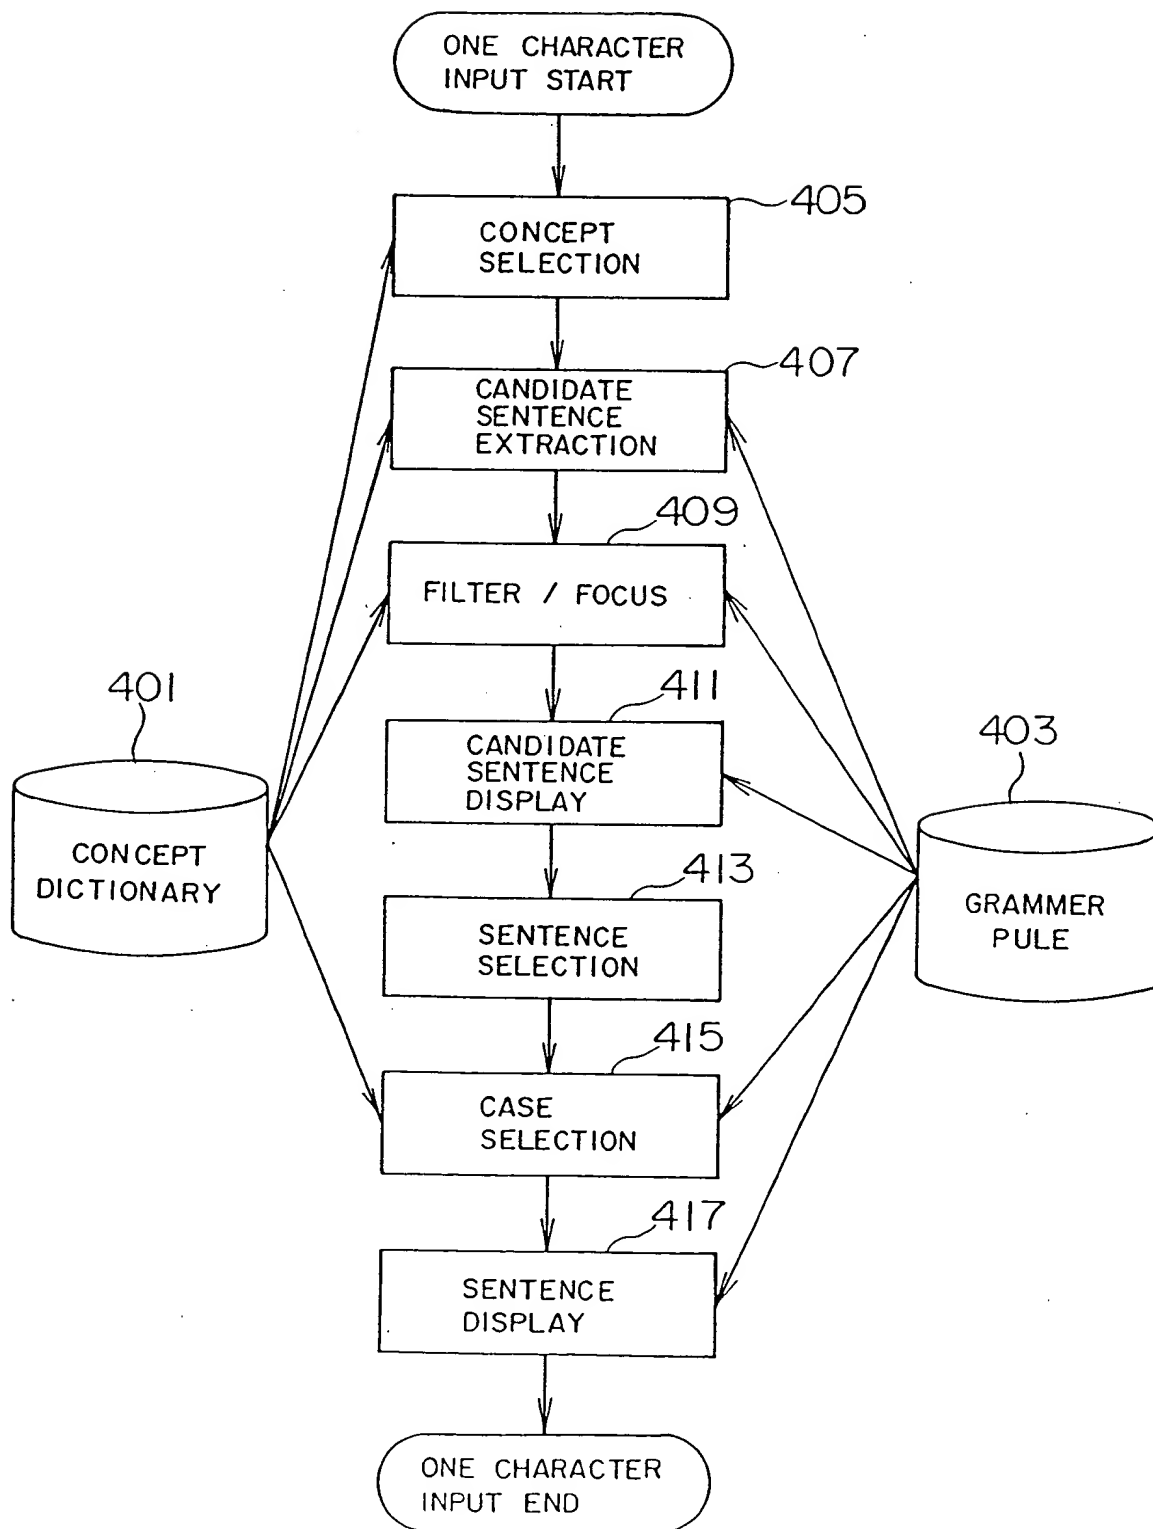 ONE CHARACTER
INPUT START
405
CONCEPT
SELECTION
407
CANDIDATE
SENTENCE
EXTRACTION
409
FILTER / FOCUS
411
CANDIDATE
SENTENCE
DISPLAY
401
CONCEPT
DICTIONARY
403
GRAMMER
PULE
413
SENTENCE
SELECTION
415
CASE
SELECTION
417
SENTENCE
DISPLAY
ONE CHARACTER
INPUT END